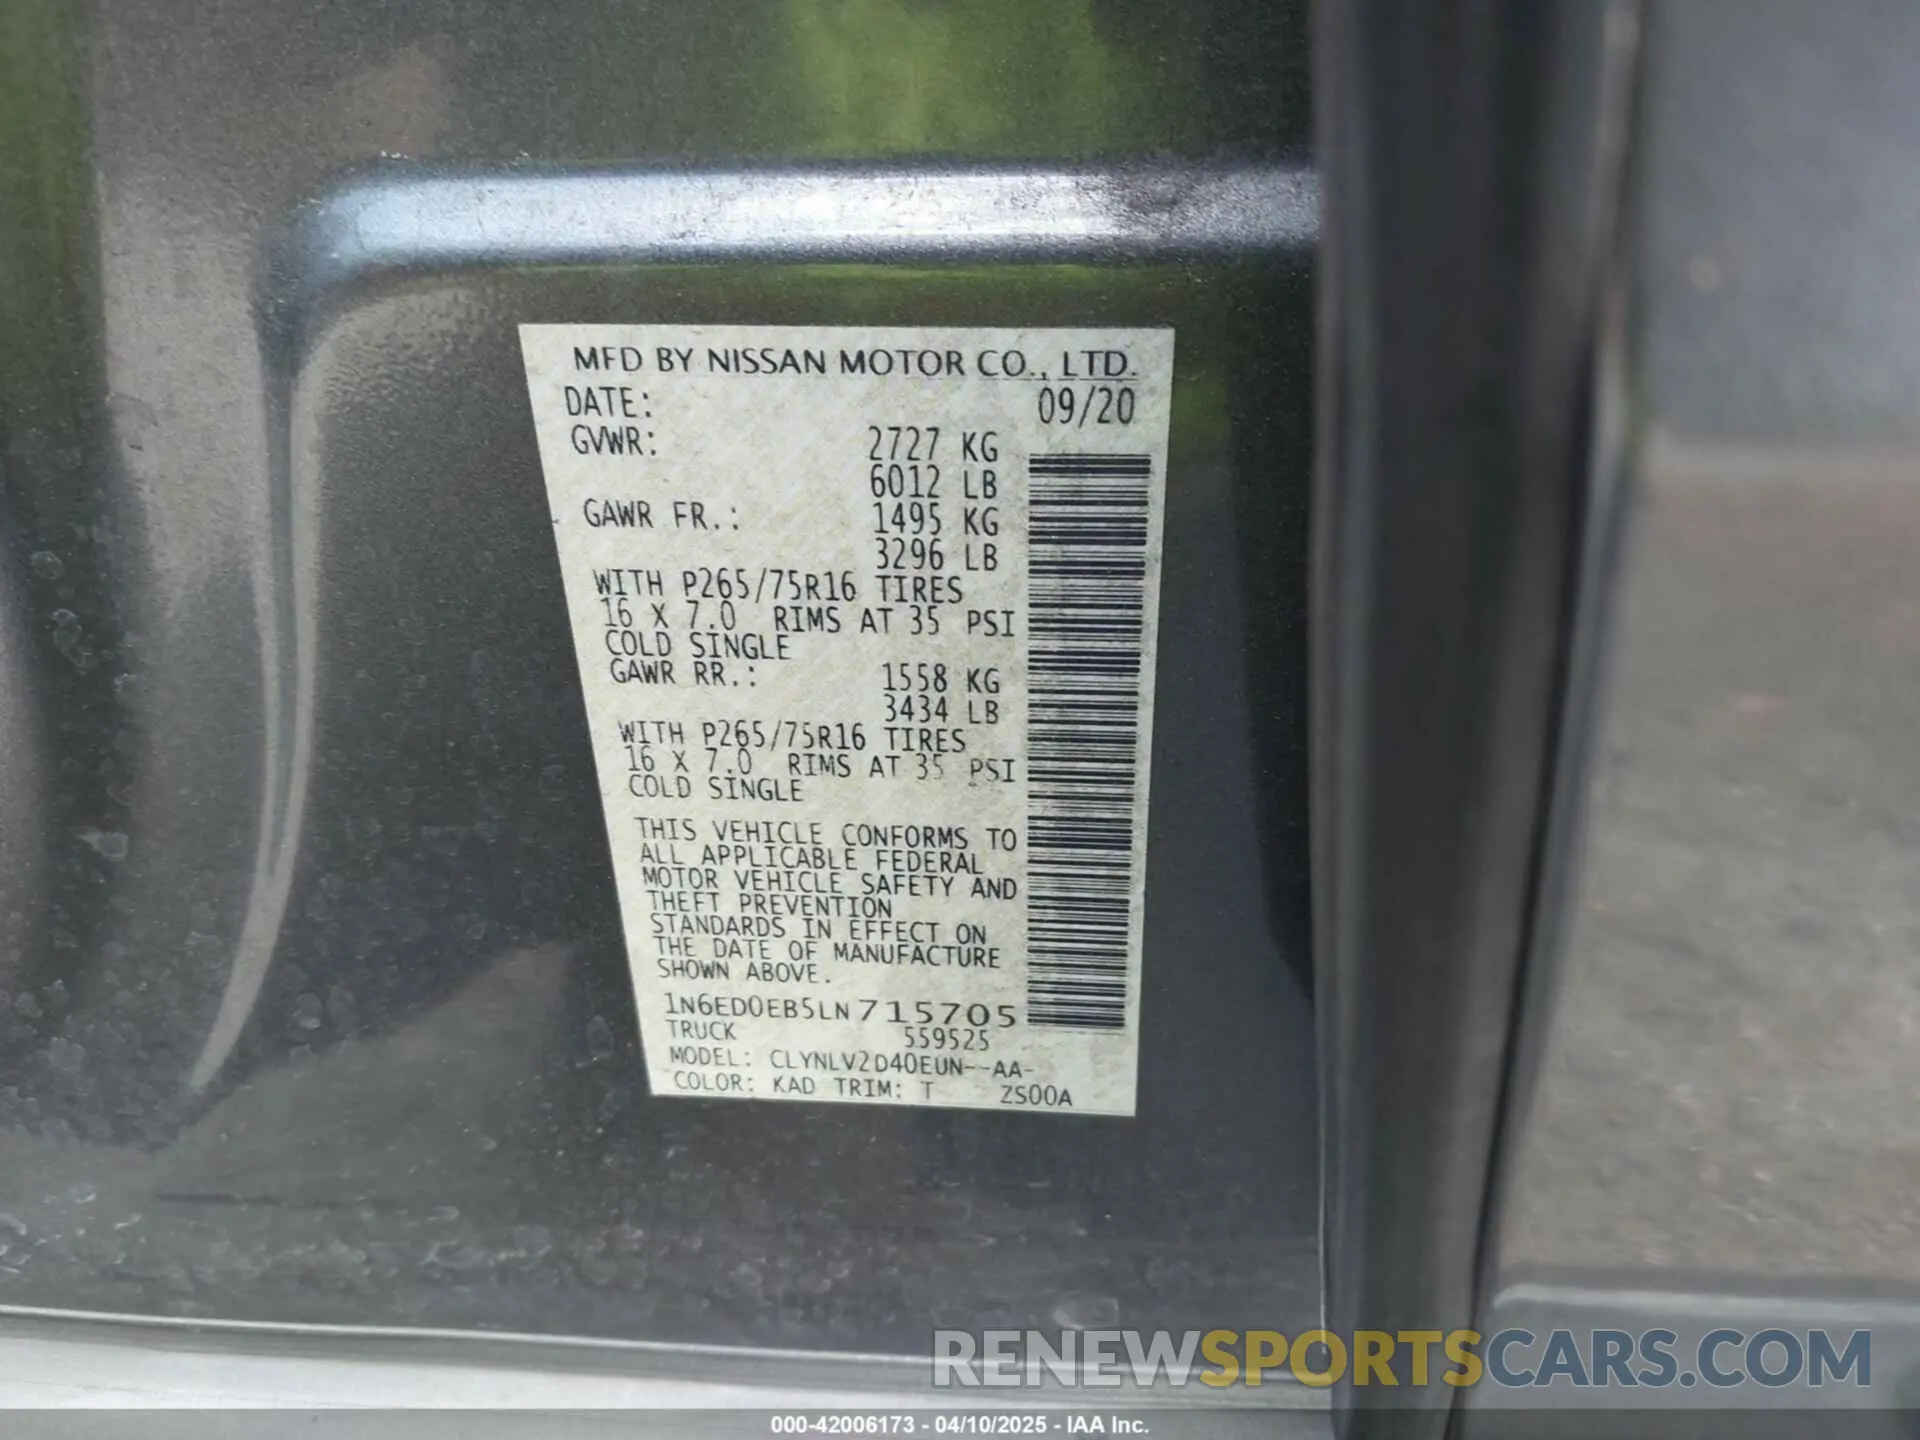 MFD BY NISSAN MOTOR CO., LTD.
DATE: 09/20
GVWR: 2727 KG
6012 LB
GAWR FR.: 1495 KG
3296 LB
WITH P265/75R16 TIRES
16 X 7.0 RIMS AT 35 PSI
COLD SINGLE
GAWR RR.: 1558 KG
3434 LB
WITH P265/75R16 TIRES
16 X 7.0 RIMS AT 35 PSI
COLD SINGLE
THIS VEHICLE CONFORMS TO
ALL APPLICABLE FEDERAL
MOTOR VEHICLE SAFETY AND
THEFT PREVENTION
STANDARDS IN EFFECT ON
THE DATE OF MANUFACTURE
SHOWN ABOVE.
1N6ED0EB5LN715705
TRUCK 559525
MODEL: CLYNLV2D40EUN--AA-
COLOR: KAD TRIM: T ZS00A
RENEWSPORTSCARS.COM
000-42006173 - 04/10/2025 - IAA Inc.